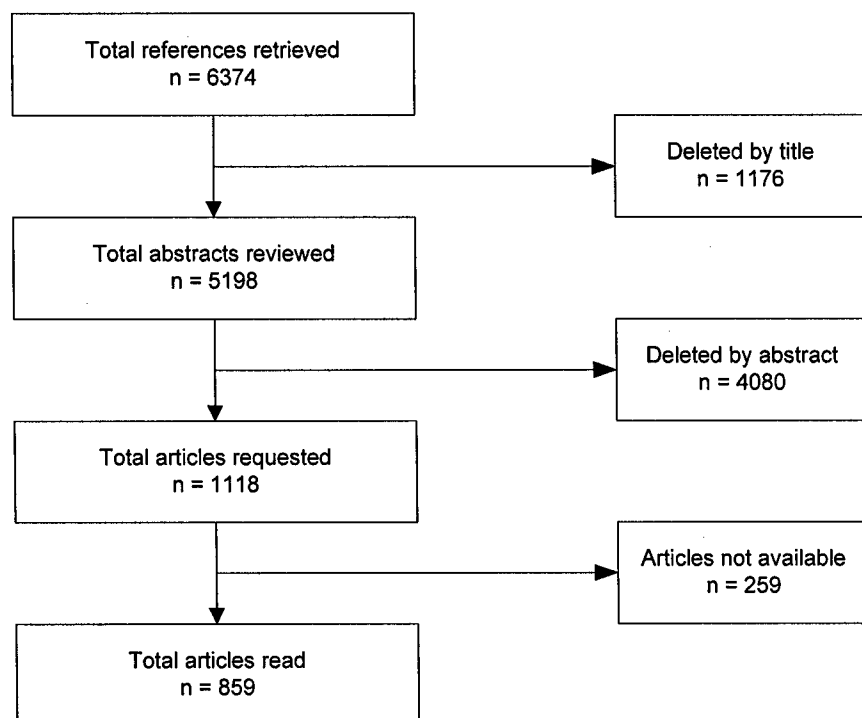 Total references retrieved
n = 6374
Deleted by title
n = 1176
Total abstracts reviewed
n = 5198
Deleted by abstract
n = 4080
Total articles requested
n = 1118
Articles not available
n = 259
Total articles read
n = 859